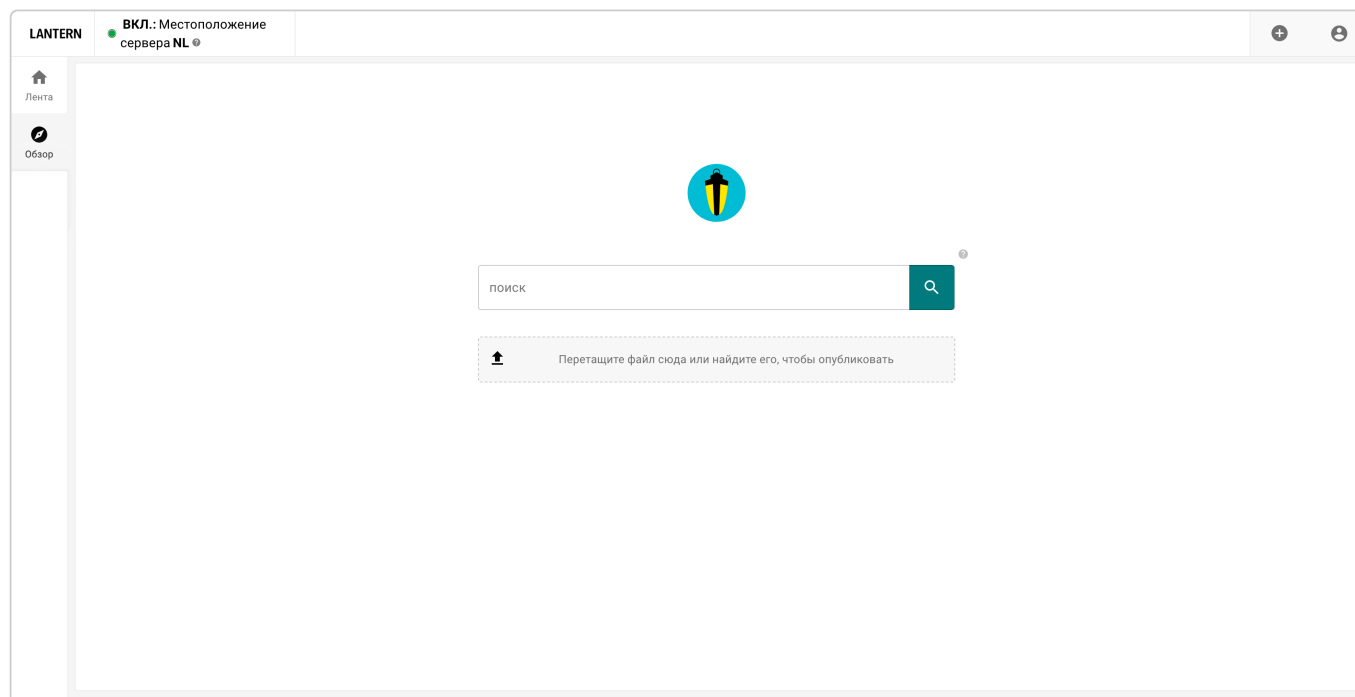 LANTERN
ВКЛ.: Местоположение
сервера NL
Лента
Обзор
поиск
Перетащите файл сюда или найдите его, чтобы опубликовать